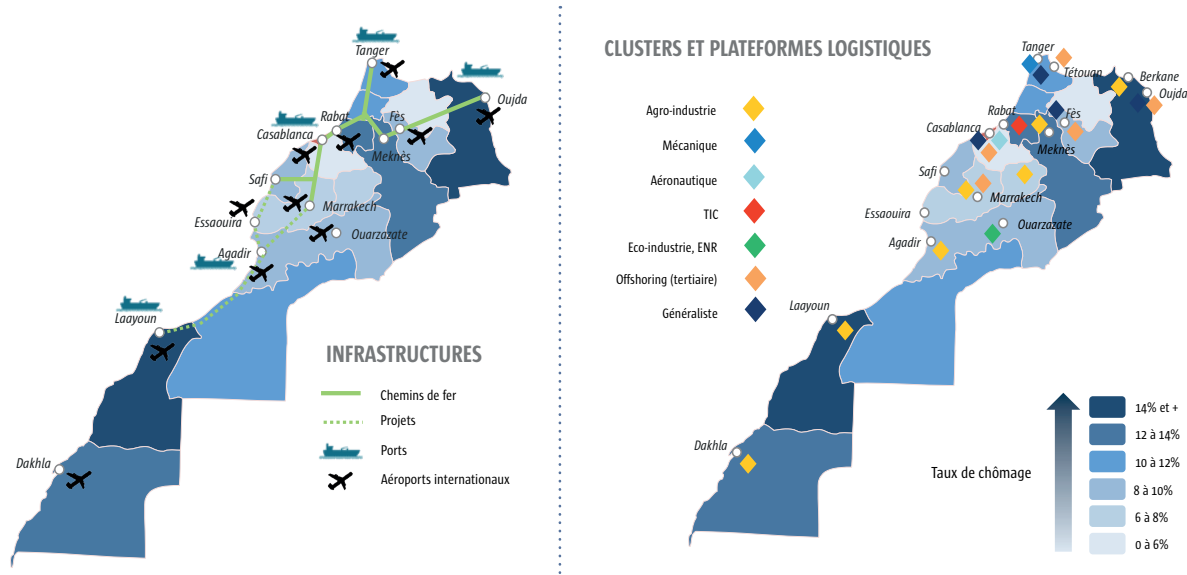 Tanger
Oujda
Rabat
Fès
Casablanca
Meknès
Safi
Marrakech
Essaouira
Ouarzazate
Agadir
Laayoun
Dakhla
INFRASTRUCTURES
Chemins de fer
Projets
Ports
Aéroports internationaux
CLUSTERS ET PLATEFORMES LOGISTIQUES
Agro-industrie
Mécanique
Aéronautique
TIC
Eco-industrie, ENR
Offshoring (tertiaire)
Généraliste
Tanger
Tétouan
Berkane
Oujda
Rabat
Fès
Casablanca
Meknès
Safi
Marrakech
Essaouira
Ouarzazate
Agadir
Laayoun
Dakhla
Taux de chômage
14% et +
12 à 14%
10 à 12%
8 à 10%
6 à 8%
0 à 6%